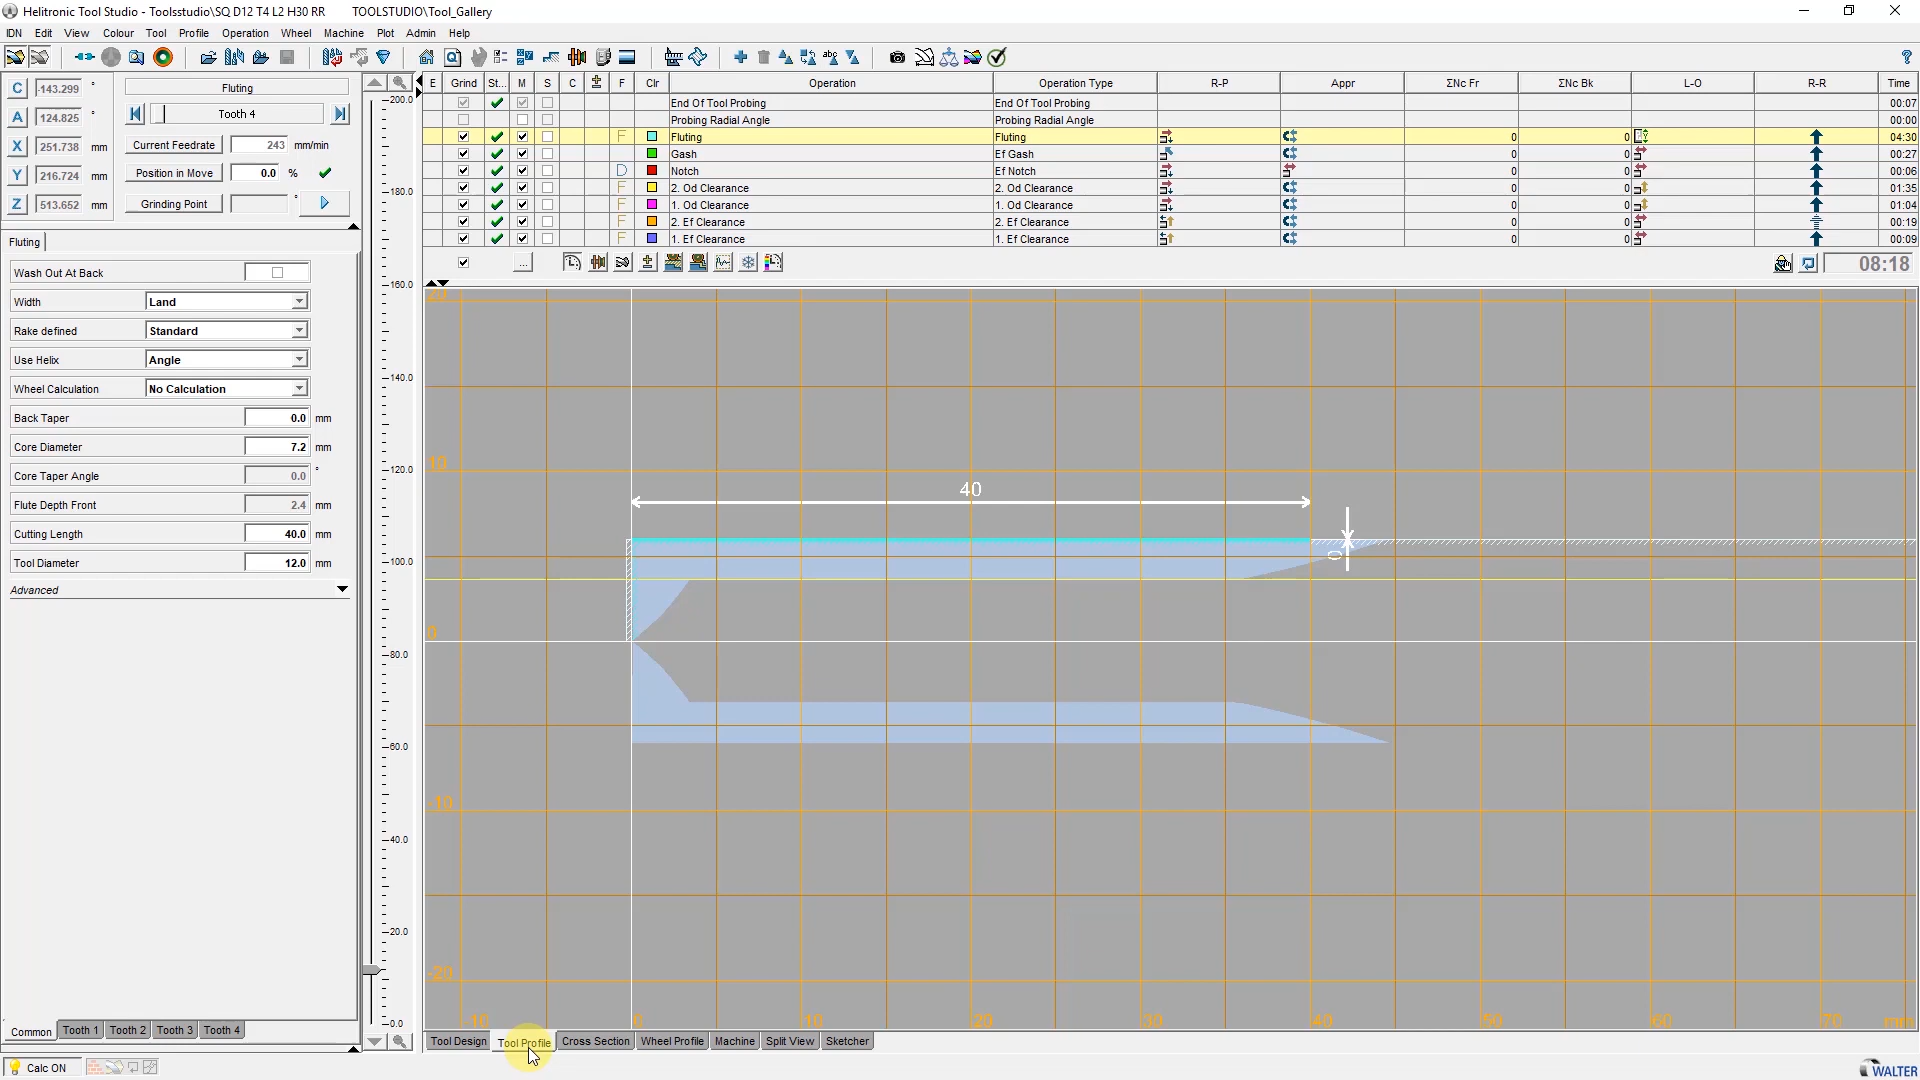 Helitronic Tool Studio - Toolsstudio\SQ D12 T4 L2 H30 RR TOOLSTUDIO\Tool_Gallery
IDN Edit View Colour Tool Profile Operation Wheel Machine Plot Admin Help
C -143.299 °
A 124.825 °
X 251.738 mm
Y 216.724 mm
Z 513.652 mm
Fluting
Tooth 4
Current Feedrate 243 mm/min
Position in Move 0.0 %
Grinding Point °
Fluting
Wash Out At Back
Width Land
Rake defined Standard
Use Helix Angle
Wheel Calculation No Calculation
Back Taper 0.0 mm
Core Diameter 7.2 mm
Core Taper Angle 0.0 °
Flute Depth Front 2.4 mm
Cutting Length 40.0 mm
Tool Diameter 12.0 mm
Advanced
Common Tooth 1 Tooth 2 Tooth 3 Tooth 4
Calc ON
200.0
180.0
160.0
140.0
120.0
100.0
80.0
60.0
40.0
20.0
0.0
E Grind St... M S C F Clr Operation Operation Type R-P Appr ΣNc Fr ΣNc Bk L-O R-R Time
End Of Tool Probing End Of Tool Probing 00:07
Probing Radial Angle Probing Radial Angle 00:00
F Fluting Fluting 0 0 04:30
Gash Ef Gash 0 0 00:27
D Notch Ef Notch 0 0 00:06
F 2. Od Clearance 2. Od Clearance 0 0 01:35
F 1. Od Clearance 1. Od Clearance 0 0 01:04
F 2. Ef Clearance 2. Ef Clearance 0 0 00:19
F 1. Ef Clearance 1. Ef Clearance 0 0 00:09
... 08:18
20
10
40
0
0
-10
-20
-10 0 10 20 30 40 50 60 70 mm
Tool Design Tool Profile Cross Section Wheel Profile Machine Split View Sketcher
WALTER